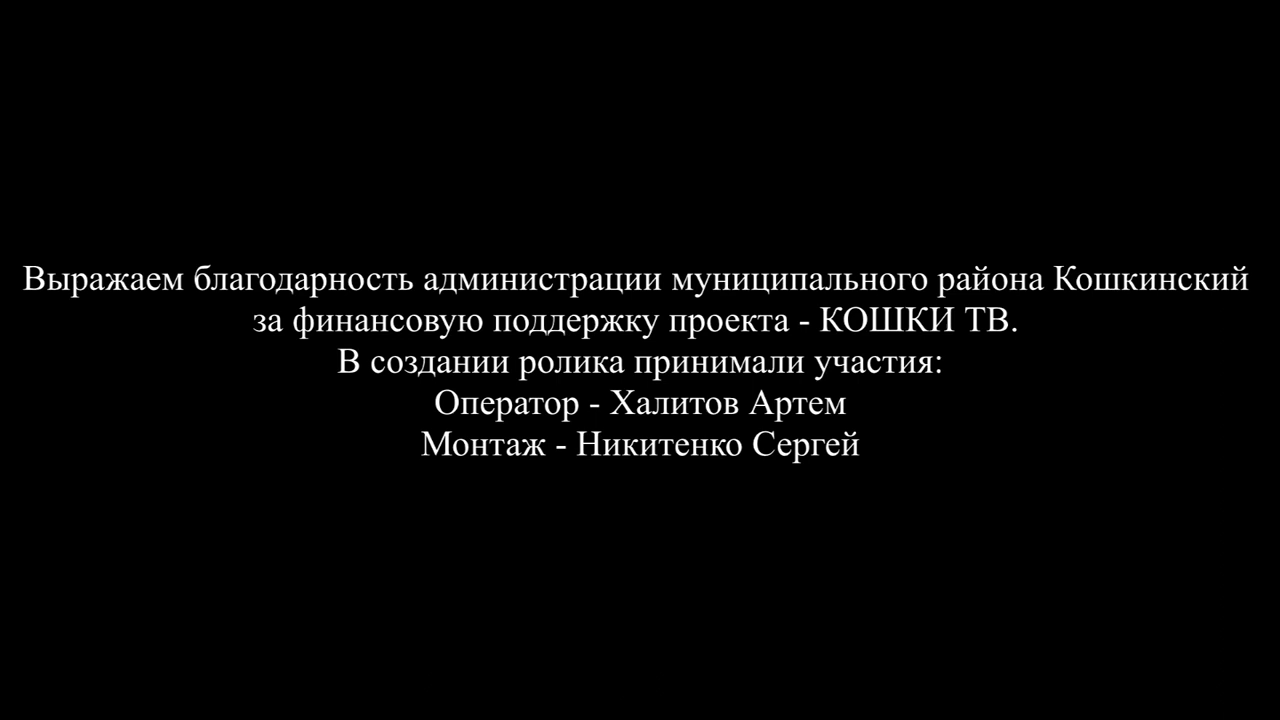 Выражаем благодарность администрации муниципального района Кошкинский
за финансовую поддержку проекта - КОШКИ ТВ.
В создании ролика принимали участия:
Оператор - Халитов Артем
Монтаж - Никитенко Сергей